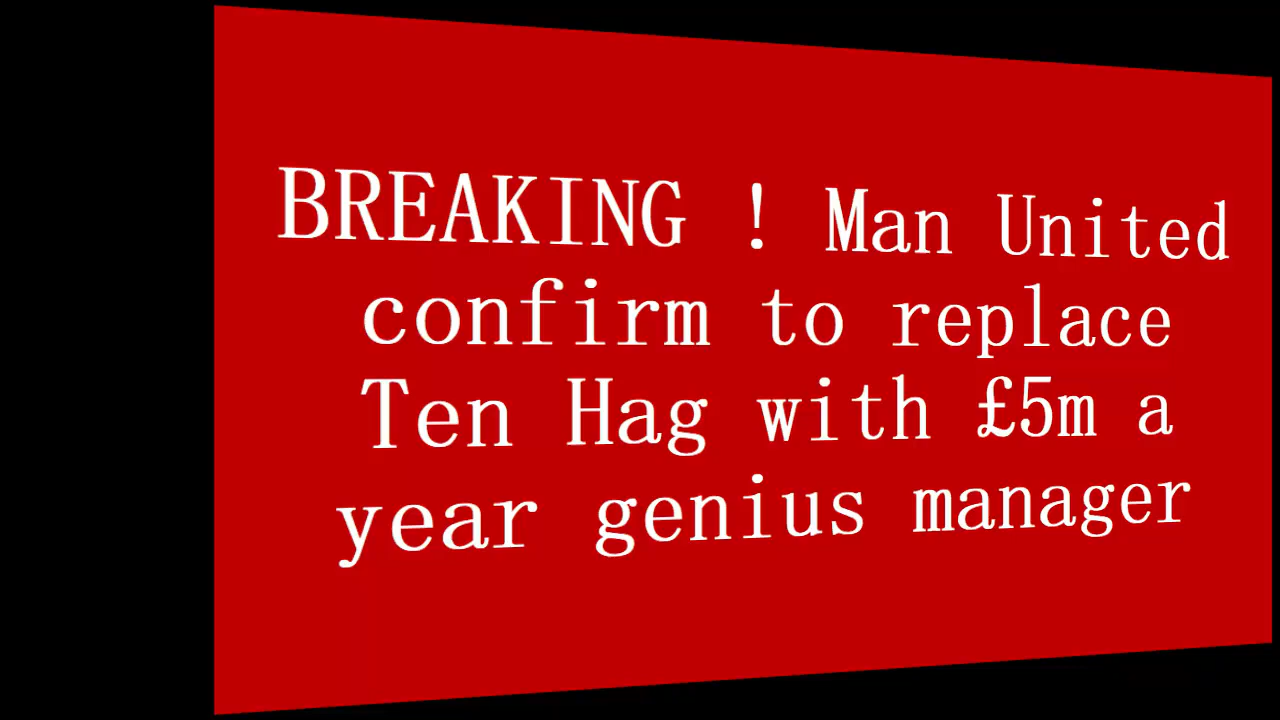 BREAKING ! Man United
confirm to replace
Ten Hag with £5m a
year genius manager